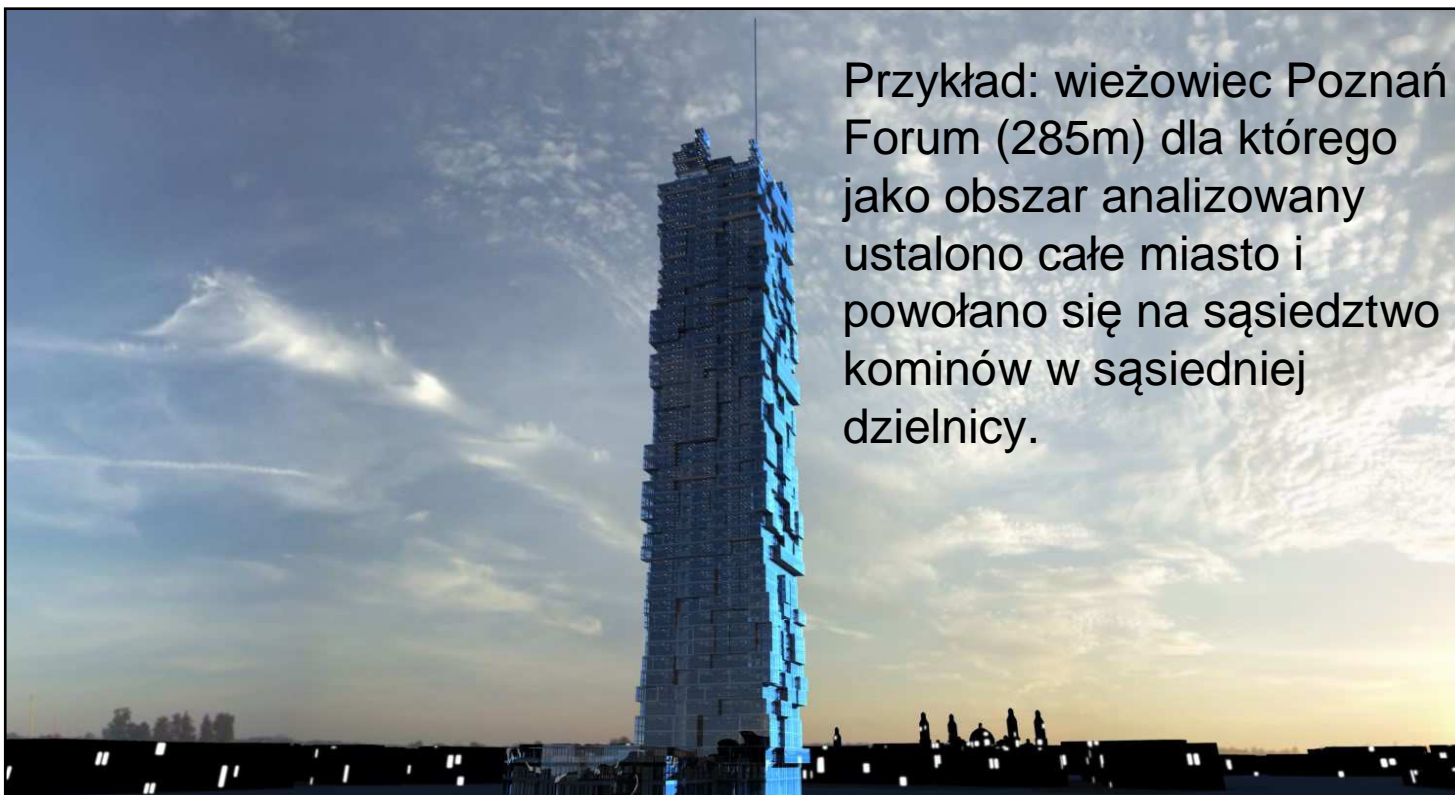 Przykład: wieżowiec Poznań
Forum (285m) dla którego
jako obszar analizowany
ustalono całe miasto i
powołano się na sąsiedztwo
kominów w sąsiedniej
dzielnicy.